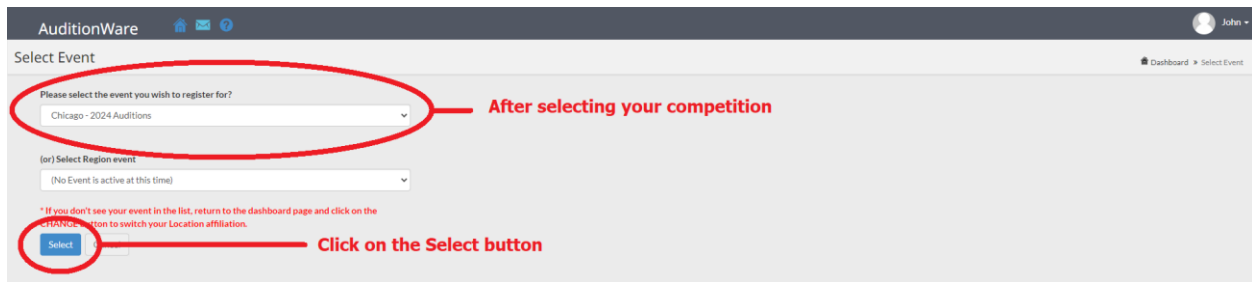 AuditionWare
John
Select Event
Dashboard » Select Event
Please select the event you wish to register for?
Chicago - 2024 Auditions
After selecting your competition
(or) Select Region event
(No Event is active at this time)
* If you don't see your event in the list, return to the dashboard page and click on the
CHANGE button to switch your Location affiliation.
Select
Click on the Select button